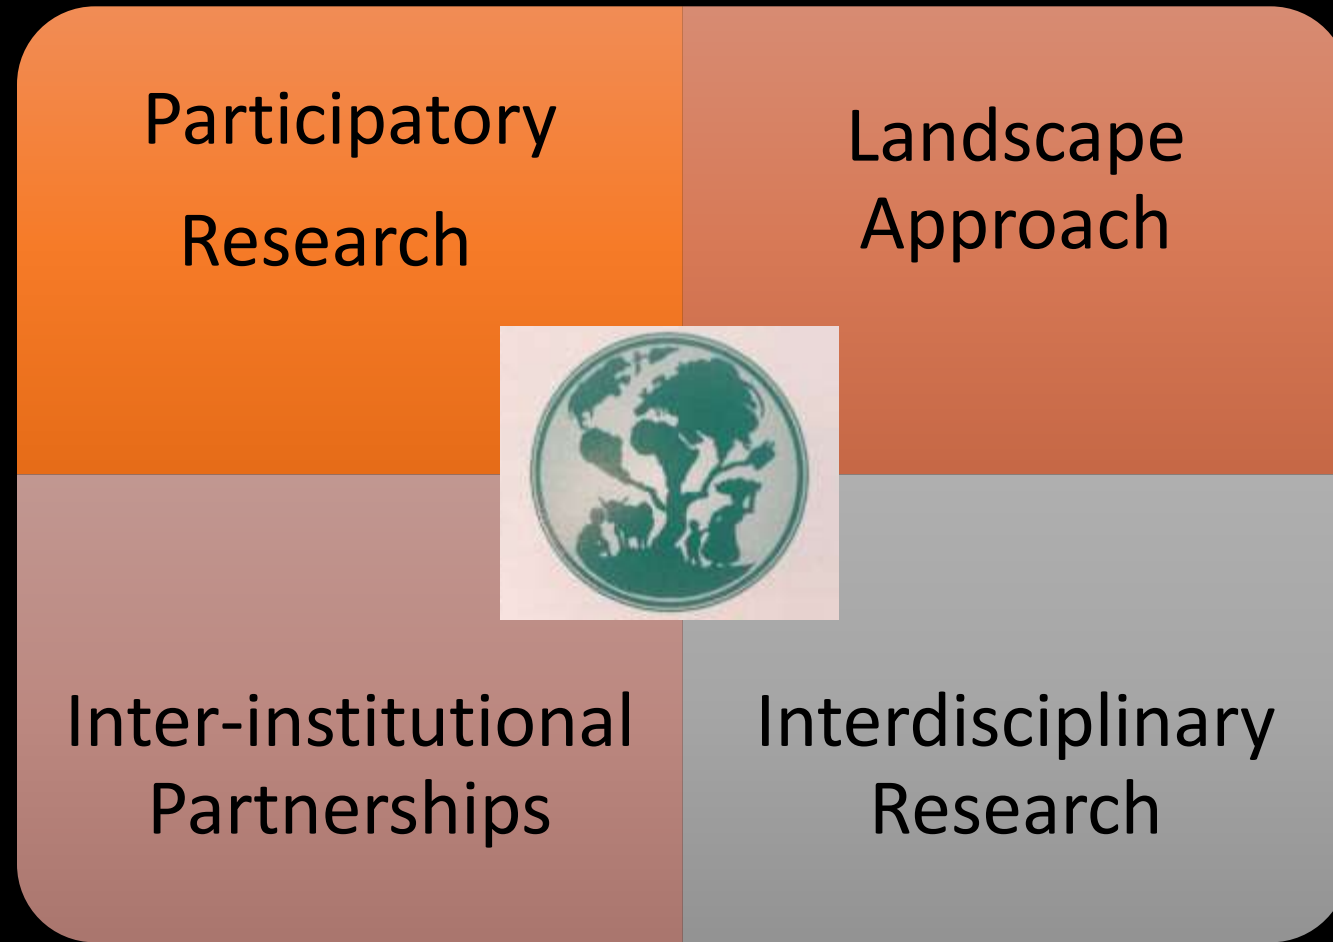 Participatory
Research
Landscape
Approach
Inter-institutional
Partnerships
Interdisciplinary
Research